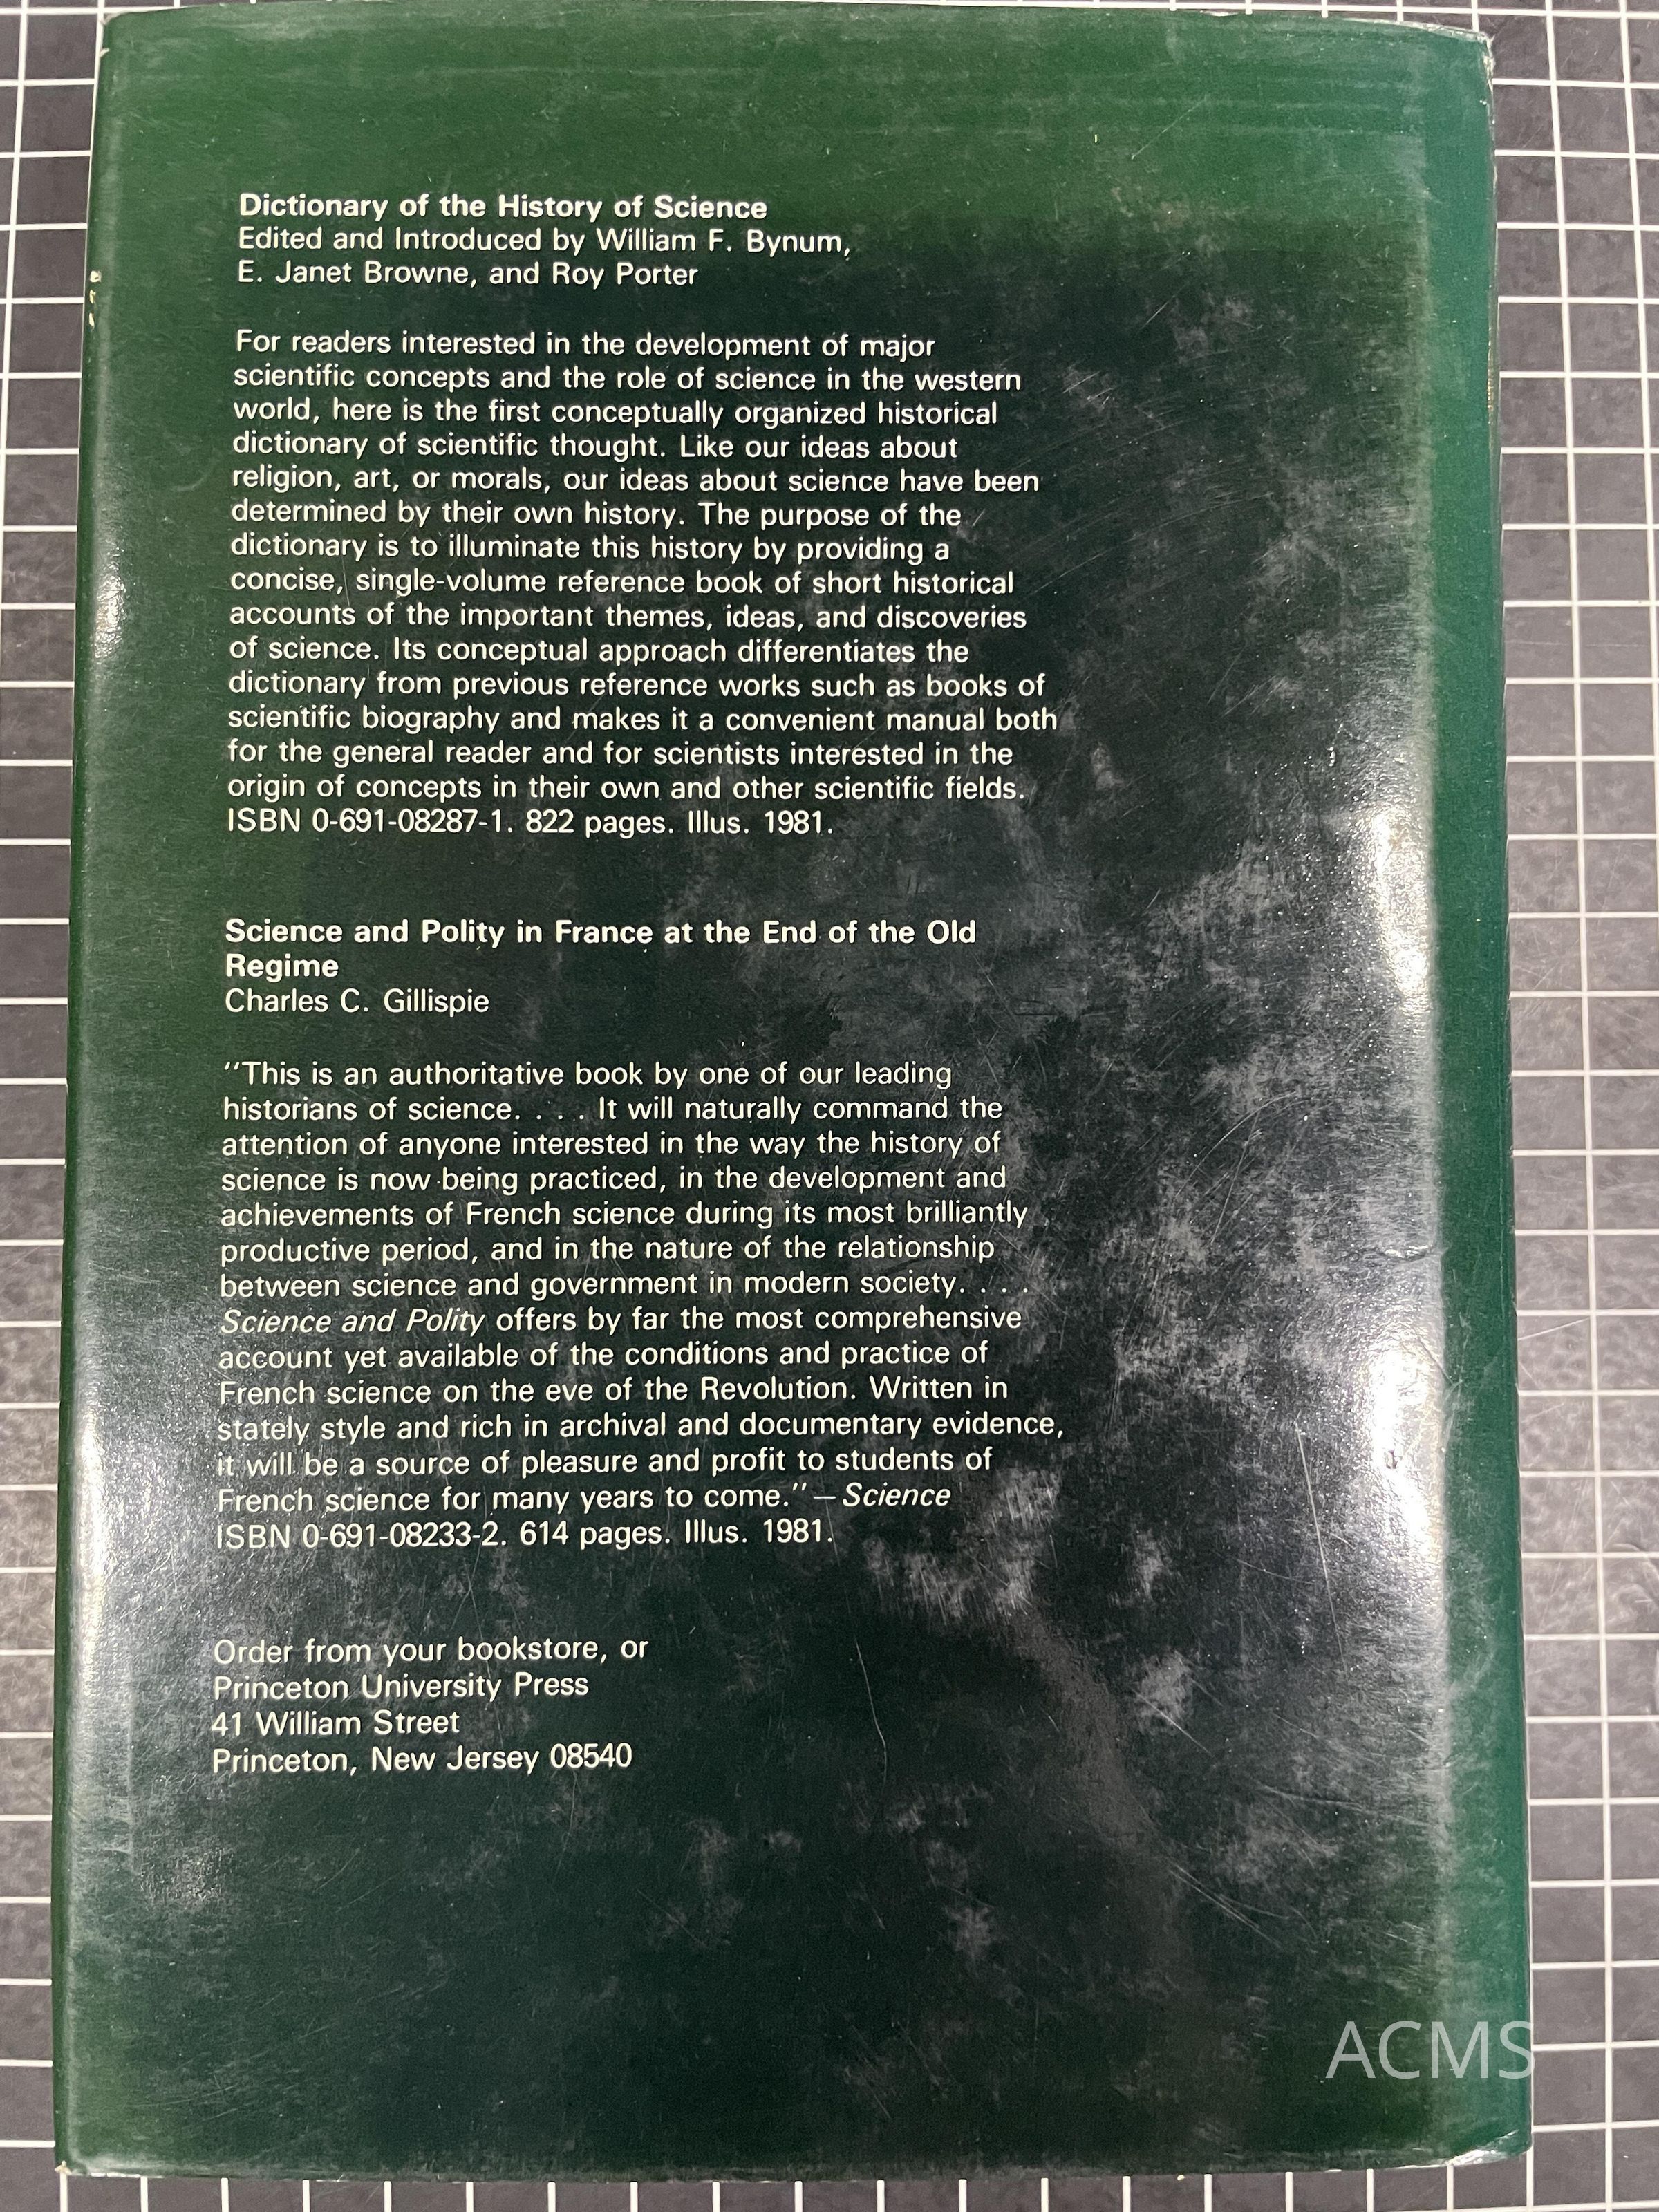 Dictionary of the History of Science
Edited and Introduced by William F. Bynum,
E. Janet Browne, and Roy Porter
For readers interested in the development of major
scientific concepts and the role of science in the western
world, here is the first conceptually organized historical
dictionary of scientific thought. Like our ideas about
religion, art, or morals, our ideas about science have been
determined by their own history. The purpose of the
dictionary is to illuminate this history by providing a
concise, single-volume reference book of short historical
accounts of the important themes, ideas, and discoveries
of science. Its conceptual approach differentiates the
dictionary from previous reference works such as books of
scientific biography and makes it a convenient manual both
for the general reader and for scientists interested in the
origin of concepts in their own and other scientific fields.
ISBN 0-691-08287-1. 822 pages. Illus. 1981.
Science and Polity in France at the End of the Old
Regime
Charles C. Gillispie
"This is an authoritative book by one of our leading
historians of science. . . . It will naturally command the
attention of anyone interested in the way the history of
science is now being practiced, in the development and
achievements of French science during its most brilliantly
productive period, and in the nature of the relationship
between science and government in modern society. . . .
Science and Polity offers by far the most comprehensive
account yet available of the conditions and practice of
French science on the eve of the Revolution. Written in
stately style and rich in archival and documentary evidence,
it will be a source of pleasure and profit to students of
French science for many years to come."—Science
ISBN 0-691-08233-2. 614 pages. Illus. 1981.
Order from your bookstore, or
Princeton University Press
41 William Street
Princeton, New Jersey 08540
ACMS